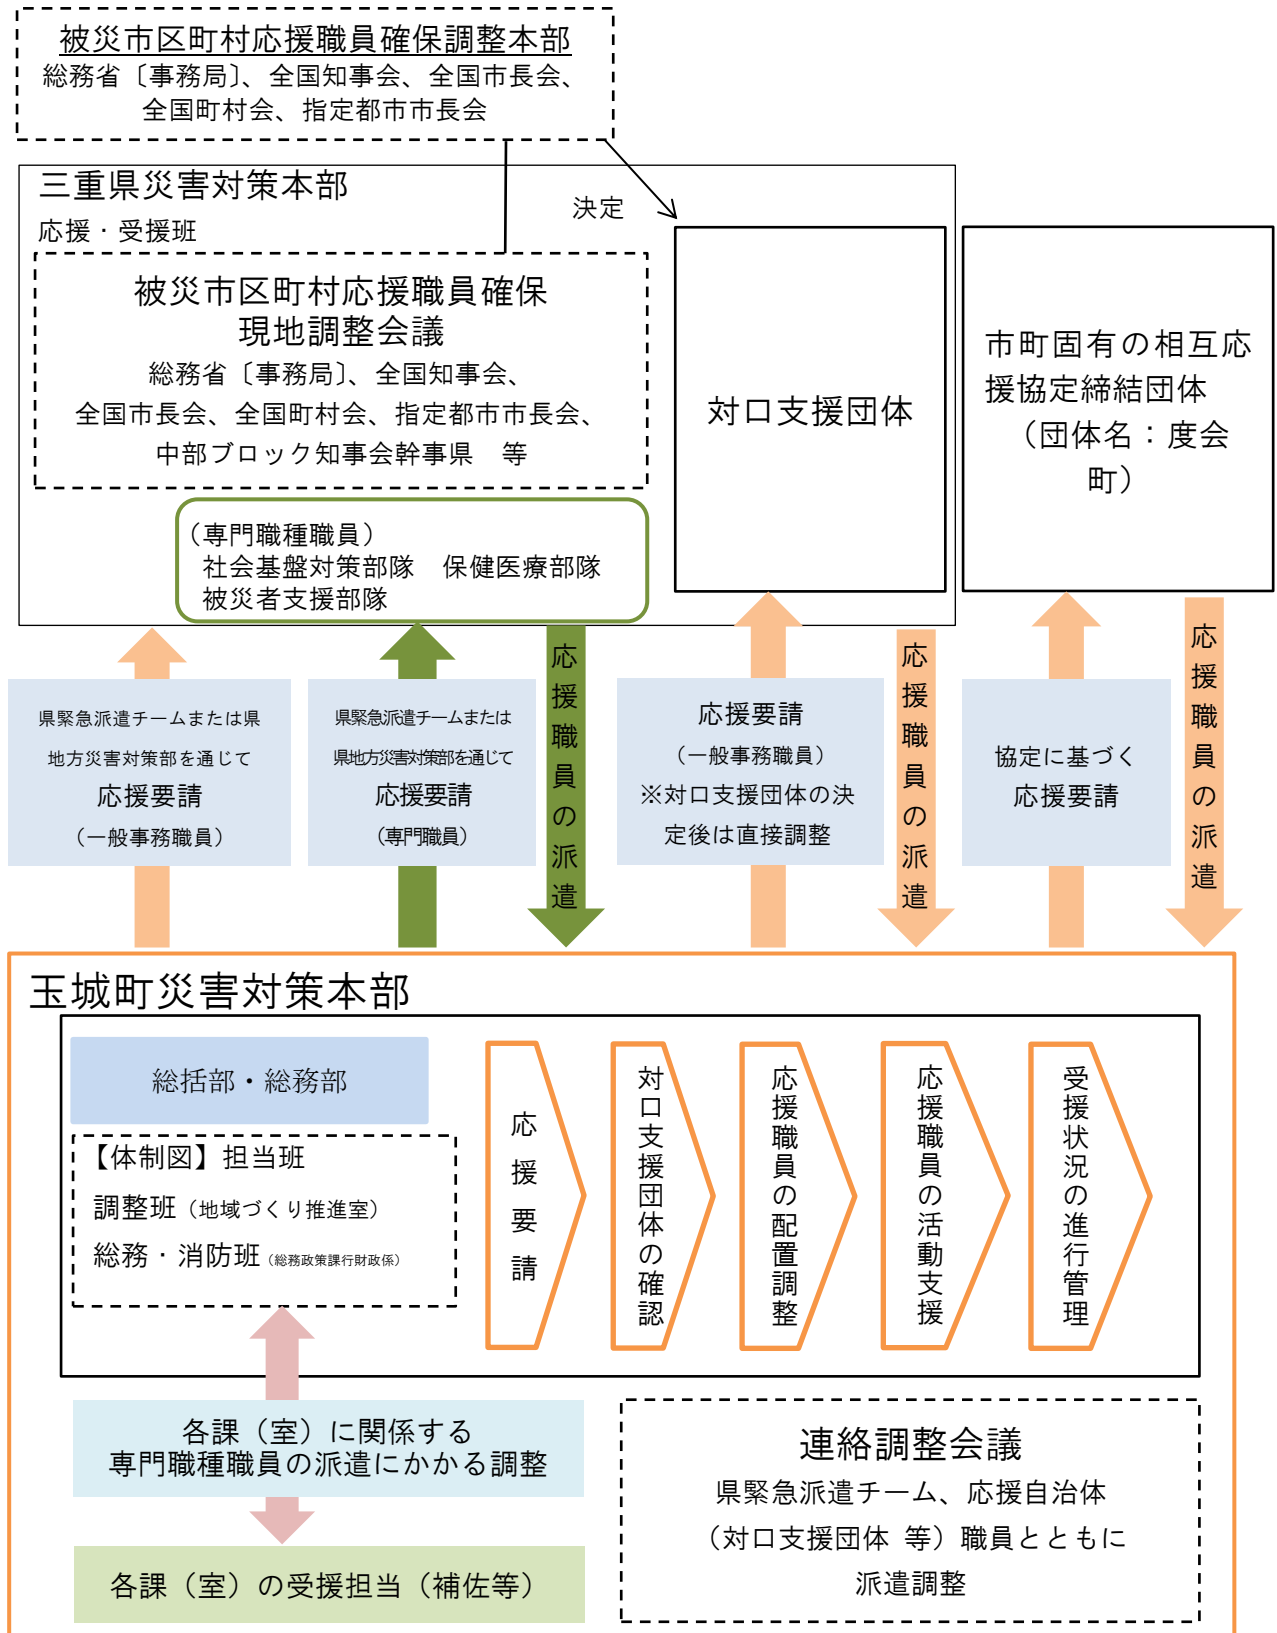 被災市区町村応援職員確保調整本部
総務省〔事務局〕、全国知事会、全国市長会、
全国町村会、指定都市市長会
三重県災害対策本部
応援・受援班
決定
被災市区町村応援職員確保
現地調整会議
総務省〔事務局〕、全国知事会、
全国市長会、全国町村会、指定都市市長会、
中部ブロック知事会幹事県　等
対口支援団体
市町固有の相互応
援協定締結団体
（団体名：度会
町）
（専門職種職員）
社会基盤対策部隊　保健医療部隊
被災者支援部隊
県緊急派遣チームまたは県
地方災害対策部を通じて
応援要請
（一般事務職員）
県緊急派遣チームまたは
県地方災害対策部を通じて
応援要請
（専門職員）
応援職員の派遣
応援要請
（一般事務職員）
※対口支援団体の決
定後は直接調整
応援職員の派遣
協定に基づく
応援要請
応援職員の派遣
玉城町災害対策本部
総括部・総務部
【体制図】担当班
調整班（地域づくり推進室）
総務・消防班（総務政策課行財政係）
応援要請
対口支援団体の確認
応援職員の配置調整
応援職員の活動支援
受援状況の進行管理
各課（室）に関係する
専門職種職員の派遣にかかる調整
各課（室）の受援担当（補佐等）
連絡調整会議
県緊急派遣チーム、応援自治体
（対口支援団体 等）職員とともに
派遣調整